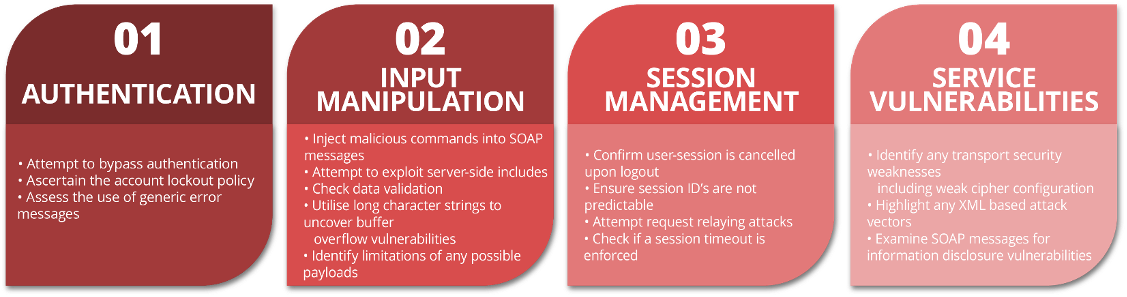 01
AUTHENTICATION
• Attempt to bypass authentication
• Ascertain the account lockout policy
• Assess the use of generic error
messages
02
INPUT
MANIPULATION
• Inject malicious commands into SOAP
messages
• Attempt to exploit server-side includes
• Check data validation
• Utilise long character strings to
uncover buffer
overflow vulnerabilities
• Identify limitations of any possible
payloads
03
SESSION
MANAGEMENT
• Confirm user-session is cancelled
upon logout
• Ensure session ID's are not
predictable
• Attempt request relaying attacks
• Check if a session timeout is
enforced
04
SERVICE
VULNERABILITIES
• Identify any transport security
weaknesses
including weak cipher configuration
• Highlight any XML based attack
vectors
• Examine SOAP messages for
information disclosure vulnerabilities